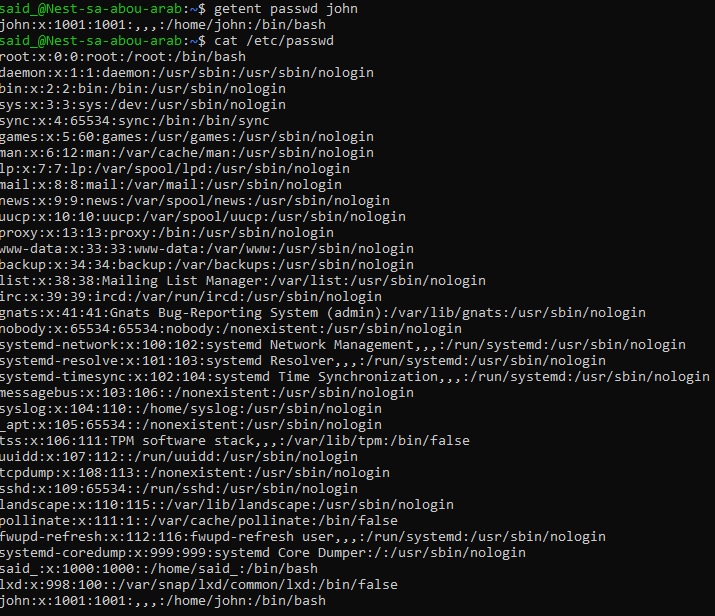 said_@Nest-sa-abou-arab:~$ getent passwd john
john:x:1001:1001:,,,:/home/john:/bin/bash
said_@Nest-sa-abou-arab:~$ cat /etc/passwd
root:x:0:0:root:/root:/bin/bash
daemon:x:1:1:daemon:/usr/sbin:/usr/sbin/nologin
bin:x:2:2:bin:/bin:/usr/sbin/nologin
sys:x:3:3:sys:/dev:/usr/sbin/nologin
sync:x:4:65534:sync:/bin:/bin/sync
games:x:5:60:games:/usr/games:/usr/sbin/nologin
man:x:6:12:man:/var/cache/man:/usr/sbin/nologin
lp:x:7:7:lp:/var/spool/lpd:/usr/sbin/nologin
mail:x:8:8:mail:/var/mail:/usr/sbin/nologin
news:x:9:9:news:/var/spool/news:/usr/sbin/nologin
uucp:x:10:10:uucp:/var/spool/uucp:/usr/sbin/nologin
proxy:x:13:13:proxy:/bin:/usr/sbin/nologin
www-data:x:33:33:www-data:/var/www:/usr/sbin/nologin
backup:x:34:34:backup:/var/backups:/usr/sbin/nologin
list:x:38:38:Mailing List Manager:/var/list:/usr/sbin/nologin
irc:x:39:39:ircd:/var/run/ircd:/usr/sbin/nologin
gnats:x:41:41:Gnats Bug-Reporting System (admin):/var/lib/gnats:/usr/sbin/nologin
nobody:x:65534:65534:nobody:/nonexistent:/usr/sbin/nologin
systemd-network:x:100:102:systemd Network Management,,,:/run/systemd:/usr/sbin/nologin
systemd-resolve:x:101:103:systemd Resolver,,,:/run/systemd:/usr/sbin/nologin
systemd-timesync:x:102:104:systemd Time Synchronization,,,:/run/systemd:/usr/sbin/nologin
messagebus:x:103:106::/nonexistent:/usr/sbin/nologin
syslog:x:104:110::/home/syslog:/usr/sbin/nologin
_apt:x:105:65534::/nonexistent:/usr/sbin/nologin
tss:x:106:111:TPM software stack,,,:/var/lib/tpm:/bin/false
uuidd:x:107:112::/run/uuidd:/usr/sbin/nologin
tcpdump:x:108:113::/nonexistent:/usr/sbin/nologin
sshd:x:109:65534::/run/sshd:/usr/sbin/nologin
landscape:x:110:115::/var/lib/landscape:/usr/sbin/nologin
pollinate:x:111:1::/var/cache/pollinate:/bin/false
fwupd-refresh:x:112:116:fwupd-refresh user,,,:/run/systemd:/usr/sbin/nologin
systemd-coredump:x:999:999:systemd Core Dumper:/:/usr/sbin/nologin
said_:x:1000:1000::/home/said_:/bin/bash
lxd:x:998:100::/var/snap/lxd/common/lxd:/bin/false
john:x:1001:1001:,,,:/home/john:/bin/bash